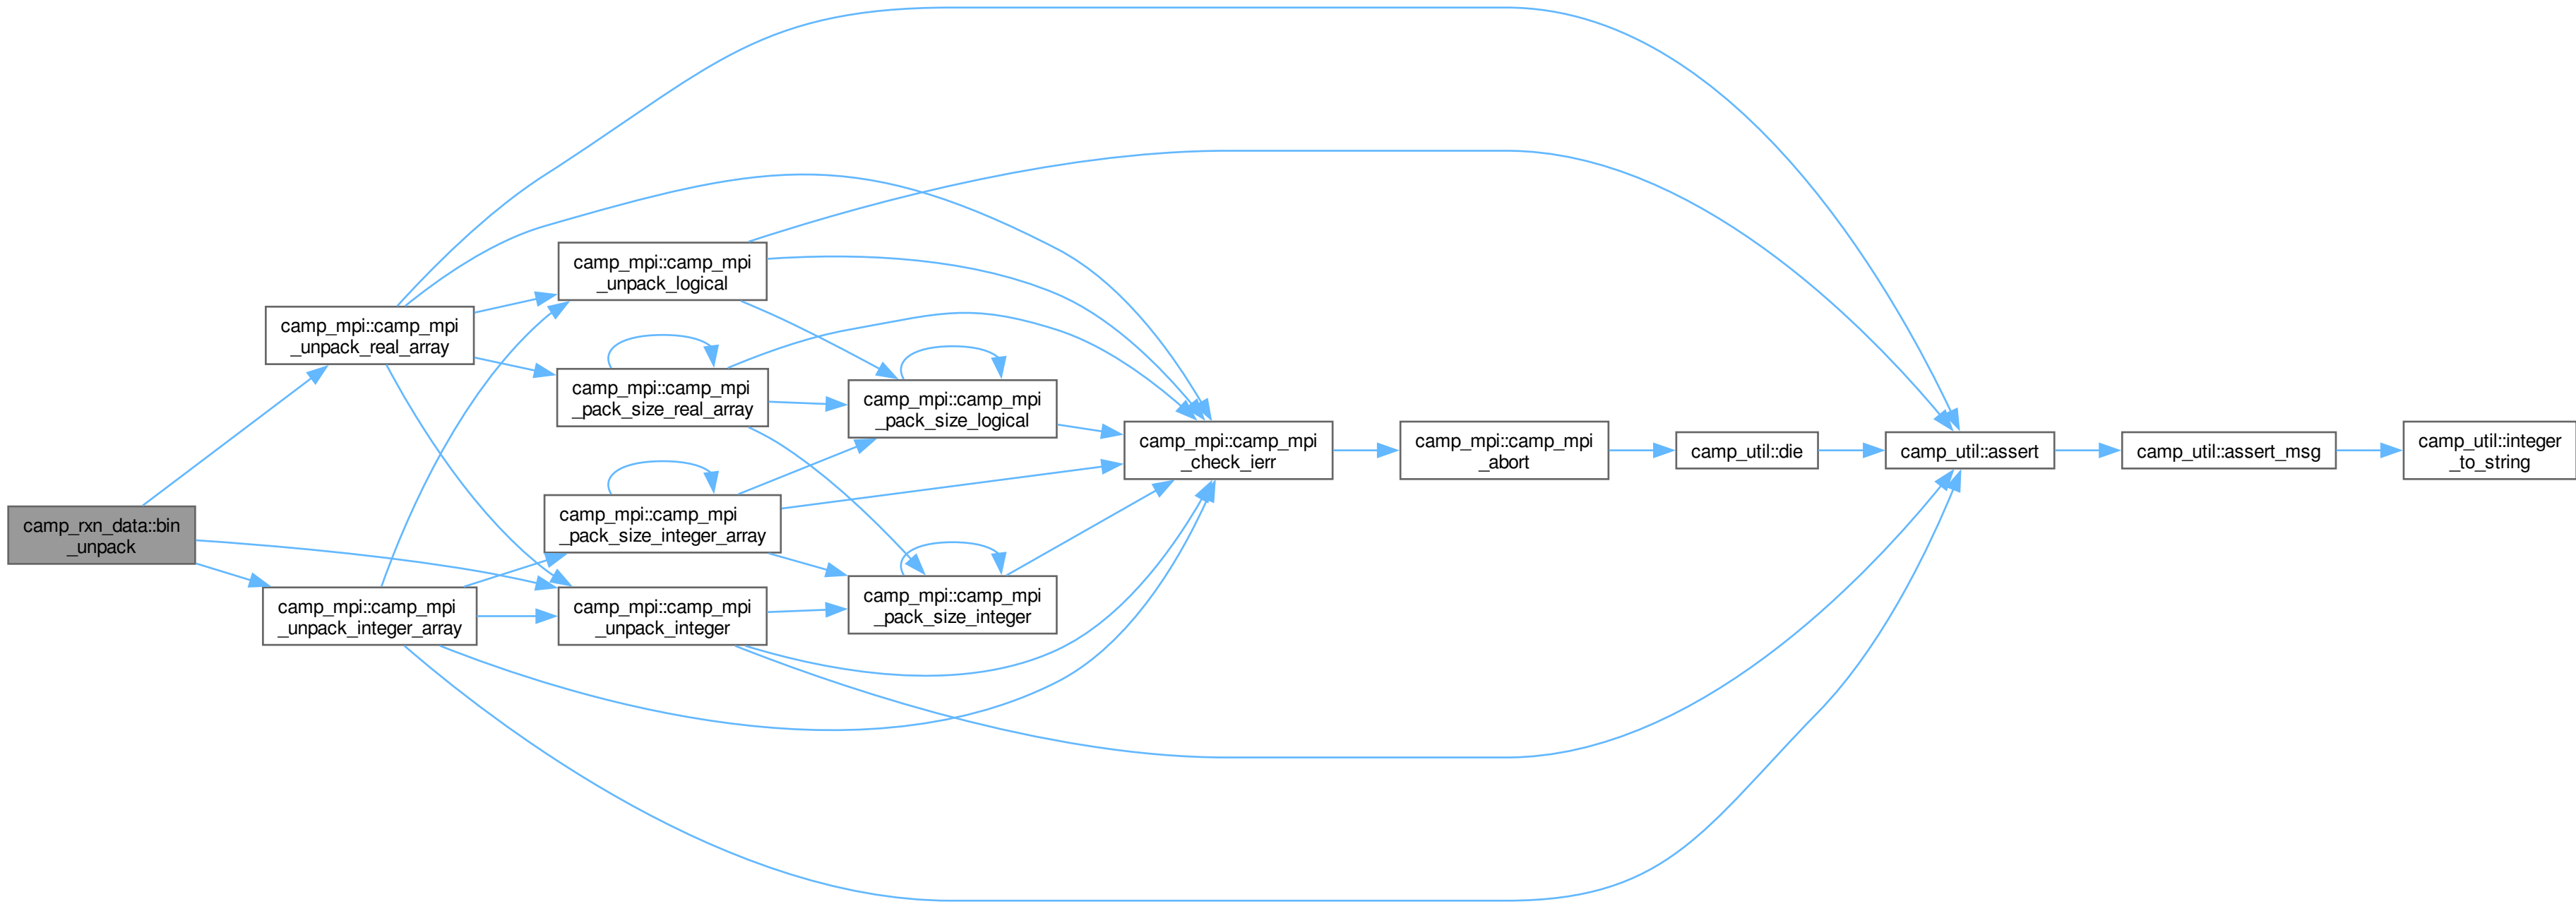 camp_rxn_data::bin
_unpack
camp_mpi::camp_mpi
_unpack_real_array
camp_mpi::camp_mpi
_unpack_integer_array
camp_mpi::camp_mpi
_unpack_logical
camp_mpi::camp_mpi
_pack_size_real_array
camp_mpi::camp_mpi
_pack_size_integer_array
camp_mpi::camp_mpi
_unpack_integer
camp_mpi::camp_mpi
_pack_size_logical
camp_mpi::camp_mpi
_pack_size_integer
camp_mpi::camp_mpi
_check_ierr
camp_mpi::camp_mpi
_abort
camp_util::die
camp_util::assert
camp_util::assert_msg
camp_util::integer
_to_string